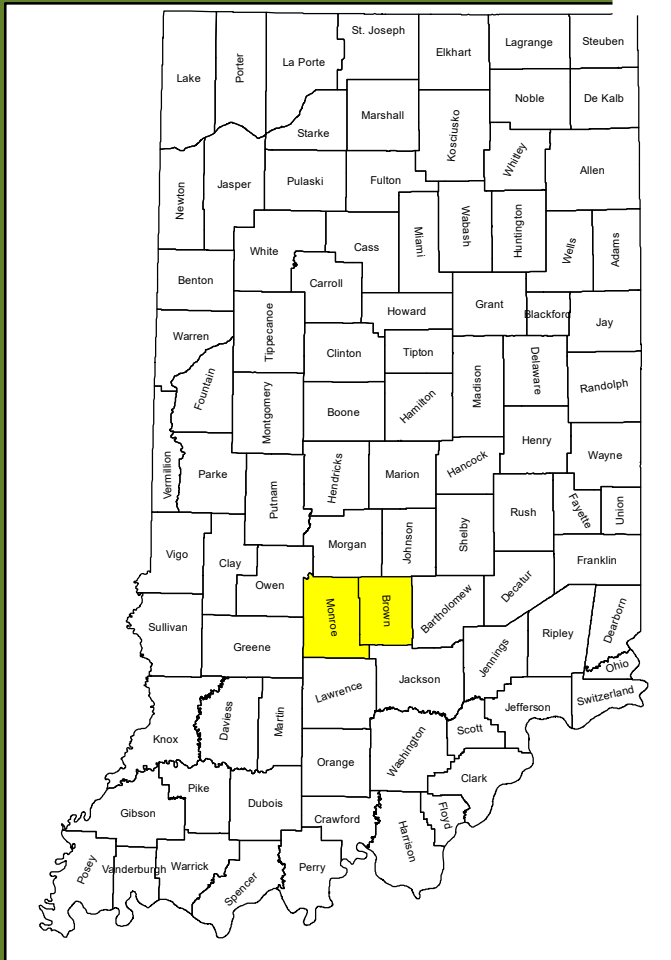 St. Joseph
Lagrange
Steuben
Elkhart
La Porte
Porter
Lake
Noble
De Kalb
Marshall
Starke
Kosciusko
Whitley
Allen
Newton
Jasper
Pulaski
Fulton
Wabash
Huntington
Miami
Wells
Adams
White
Cass
Benton
Carroll
Grant
Howard
Blackford
Jay
Warren
Tippecanoe
Clinton
Tipton
Delaware
Madison
Randolph
Fountain
Montgomery
Boone
Hamilton
Henry
Wayne
Vermillion
Parke
Putnam
Hendricks
Marion
Hancock
Rush
Fayette
Union
Morgan
Johnson
Shelby
Vigo
Clay
Franklin
Owen
Decatur
Monroe
Brown
Bartholomew
Dearborn
Sullivan
Greene
Ripley
Jennings
Ohio
Lawrence
Jackson
Switzerland
Jefferson
Knox
Daviess
Martin
Scott
Washington
Orange
Clark
Pike
Dubois
Gibson
Crawford
Floyd
Harrison
Posey
Vanderburgh
Warrick
Spencer
Perry